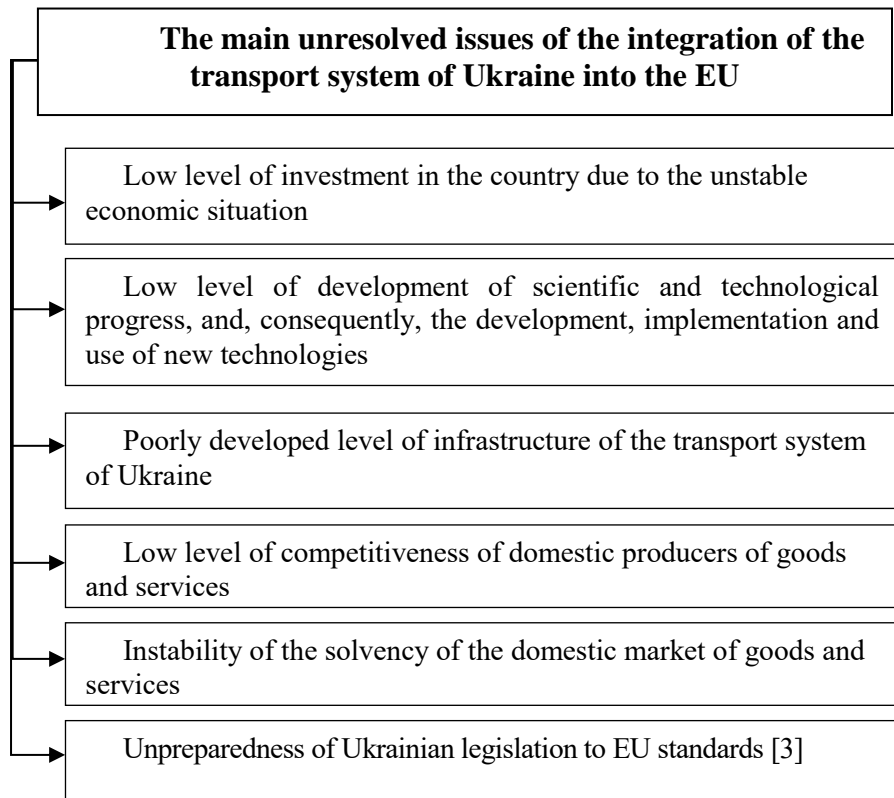 The main unresolved issues of the integration of the
transport system of Ukraine into the EU
Low level of investment in the country due to the unstable
economic situation
Low level of development of scientific and technological
progress, and, consequently, the development, implementation and
use of new technologies
Poorly developed level of infrastructure of the transport system
of Ukraine
Low level of competitiveness of domestic producers of goods
and services
Instability of the solvency of the domestic market of goods and
services
Unpreparedness of Ukrainian legislation to EU standards [3]